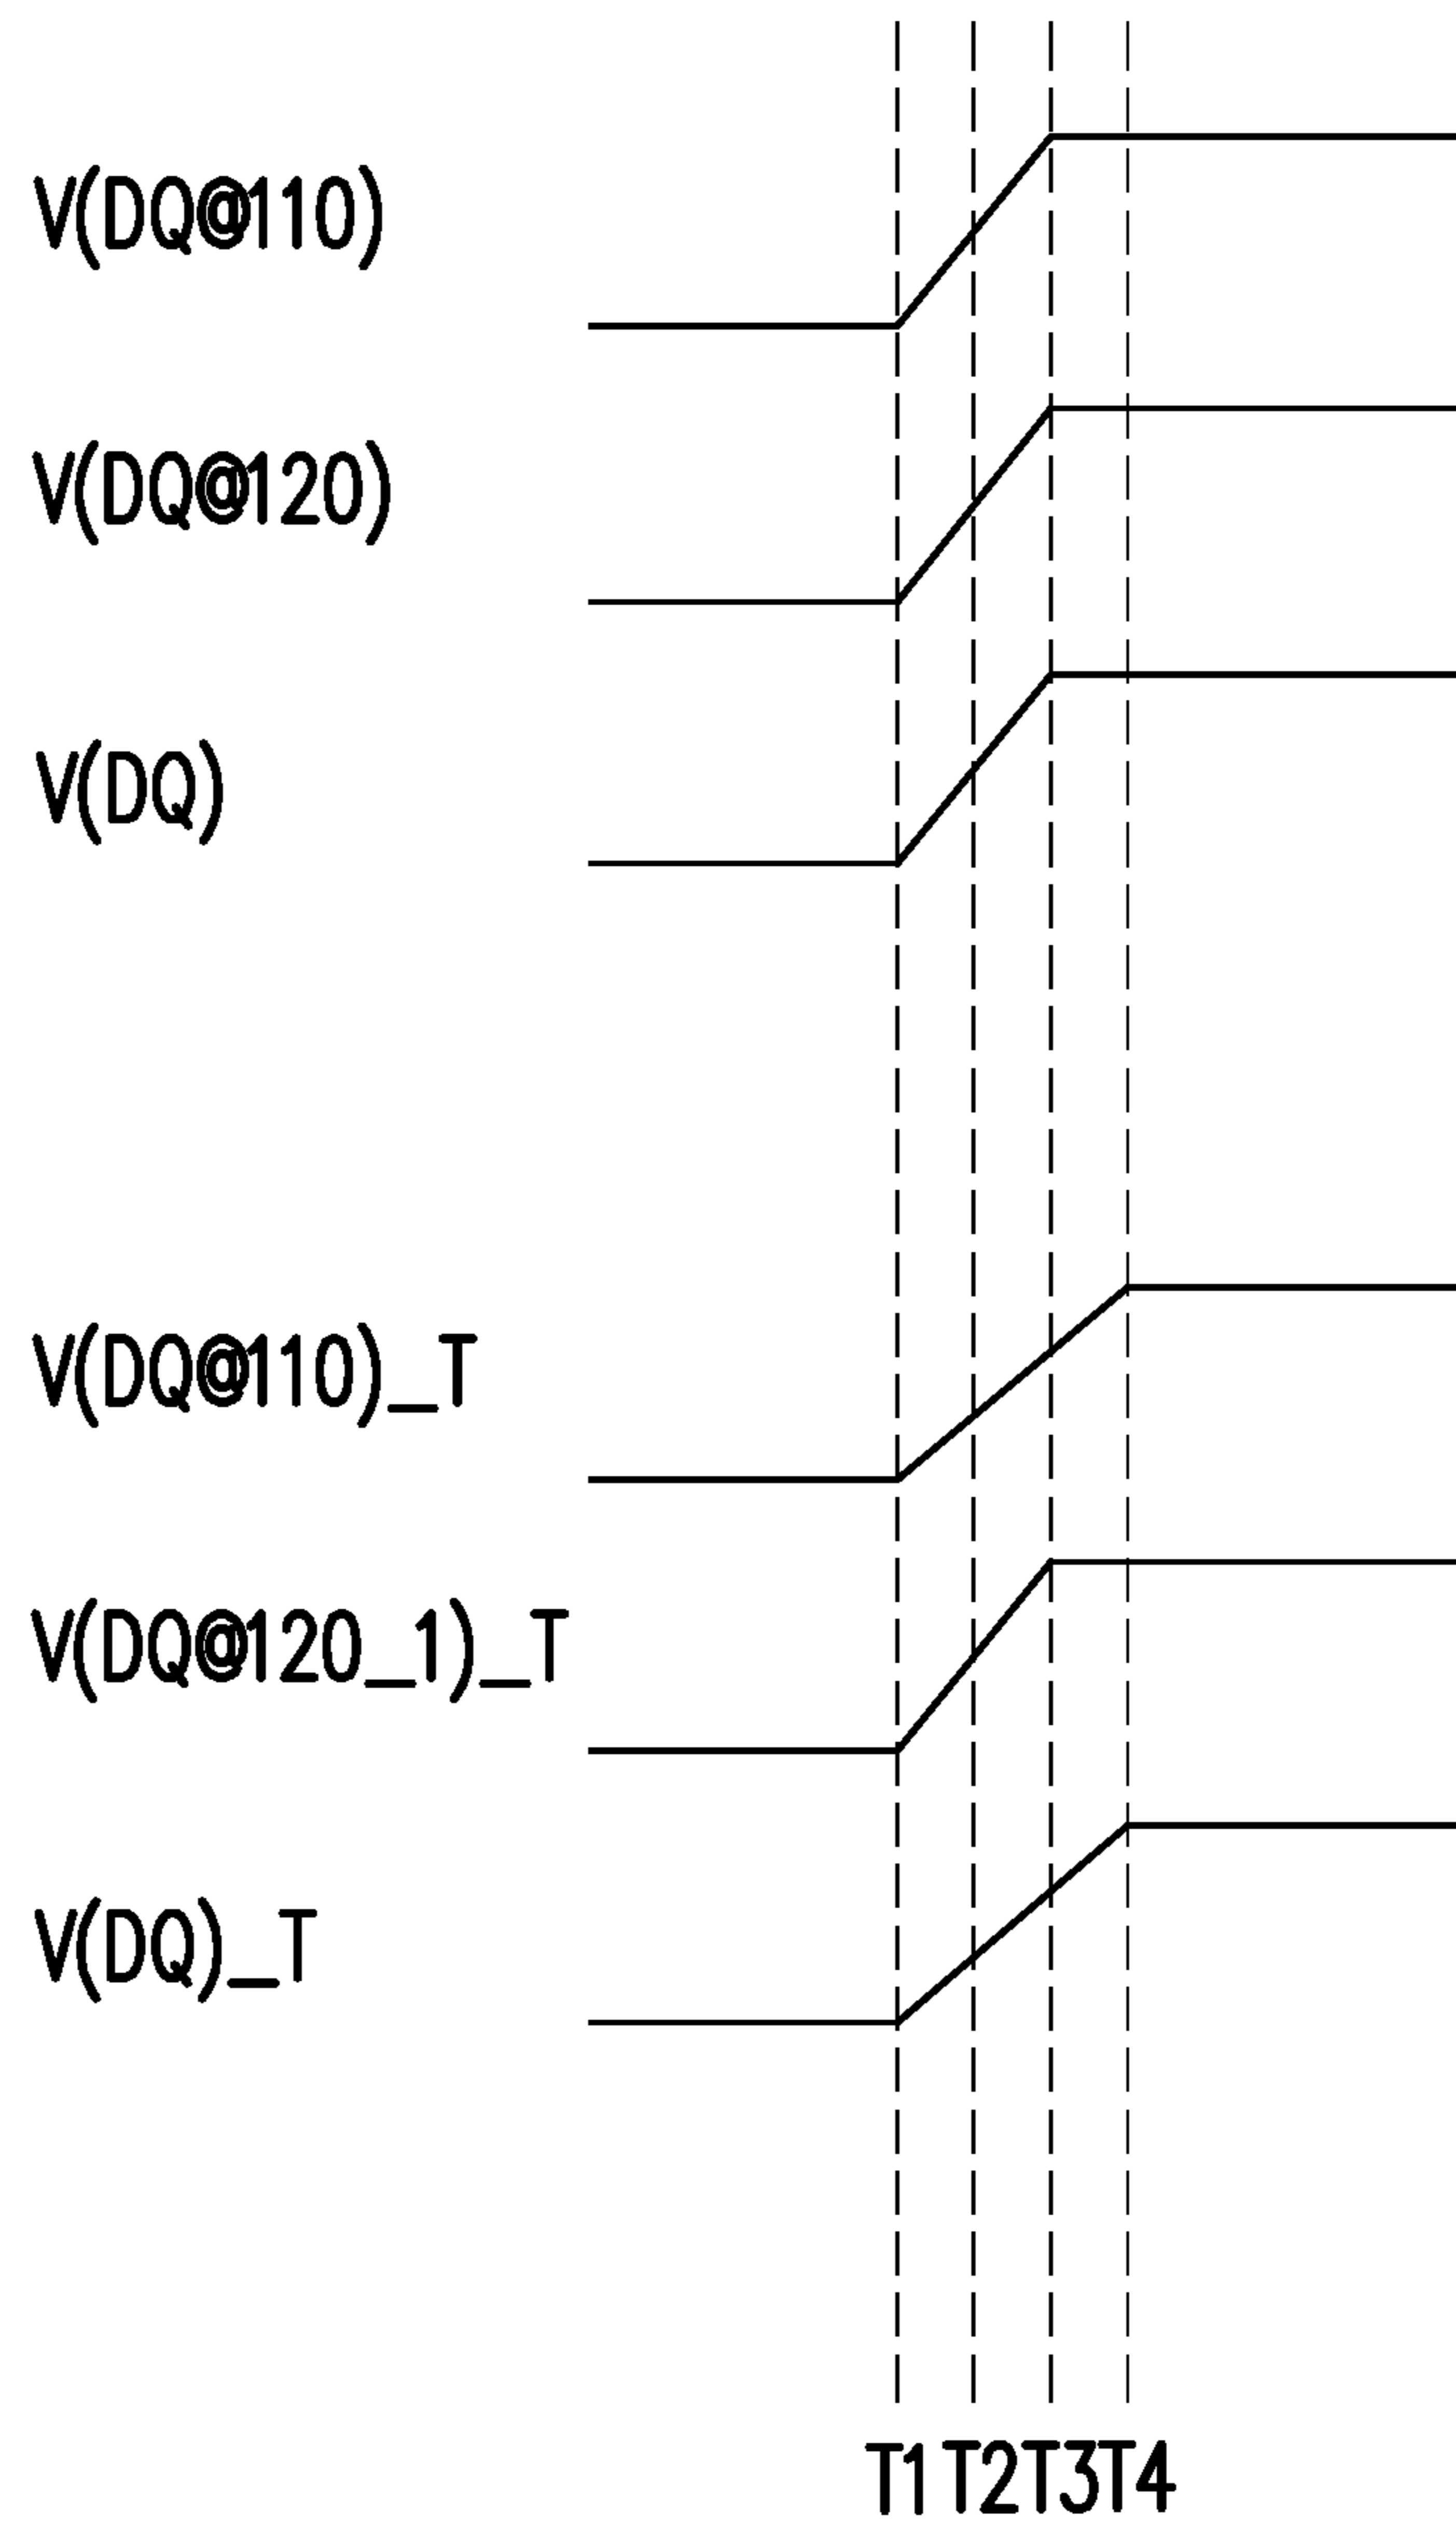 V(DQ@110)
V(DQ@120)
V(DQ)
V(DQ@110)_T
V(DQ@120_1)_T
V(DQ)_T
T1 T2 T3 T4